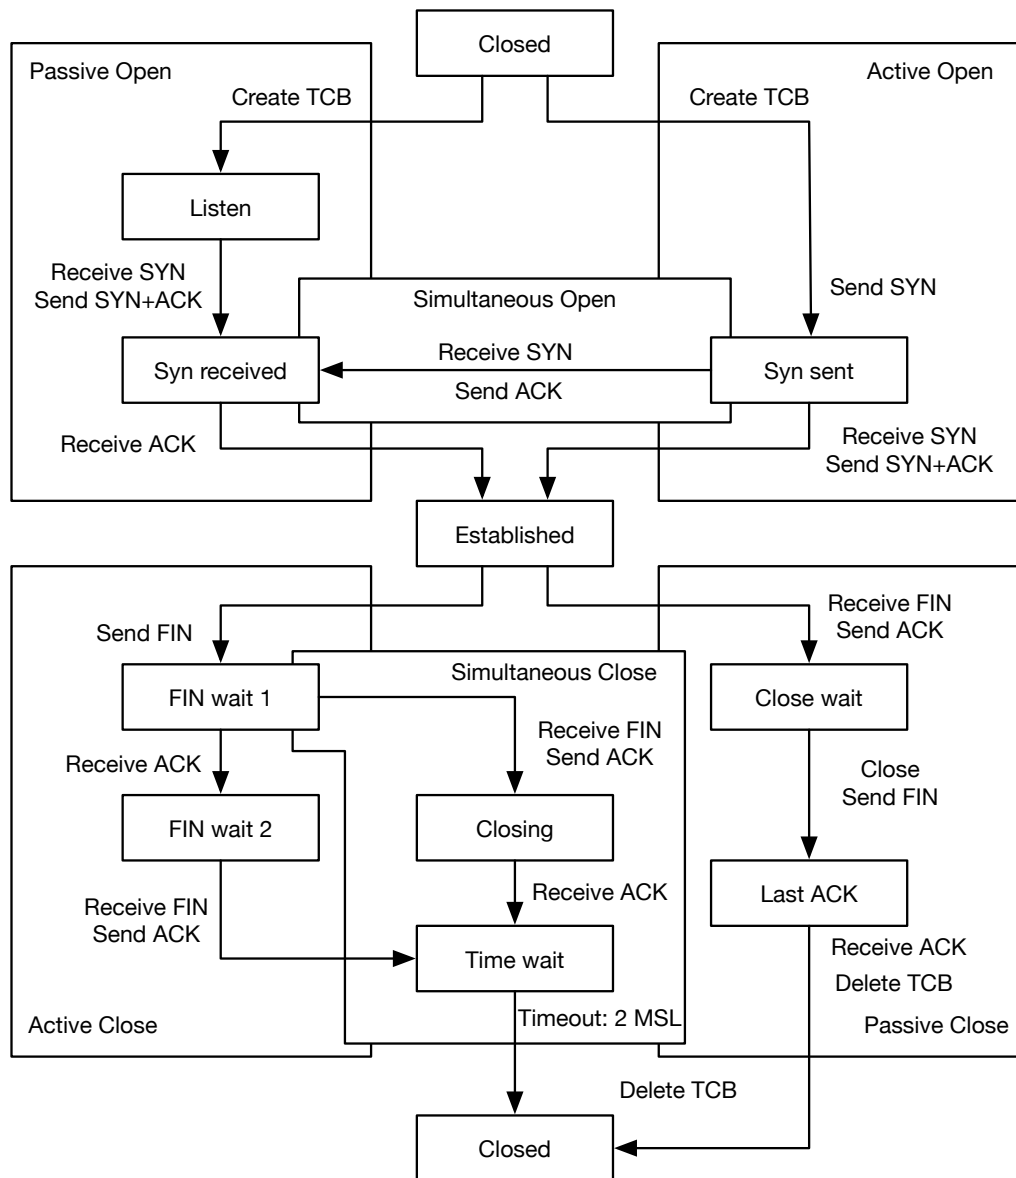 Closed
Passive Open
Active Open
Create TCB
Create TCB
Listen
Receive SYN
Send SYN+ACK
Simultaneous Open
Send SYN
Syn received
Receive SYN
Send ACK
Syn sent
Receive ACK
Receive SYN
Send SYN+ACK
Established
Send FIN
Receive FIN
Send ACK
FIN wait 1
Simultaneous Close
Close wait
Receive ACK
Receive FIN
Send ACK
Close
Send FIN
FIN wait 2
Closing
Last ACK
Receive FIN
Send ACK
Receive ACK
Time wait
Receive ACK
Delete TCB
Active Close
Timeout: 2 MSL
Passive Close
Delete TCB
Closed